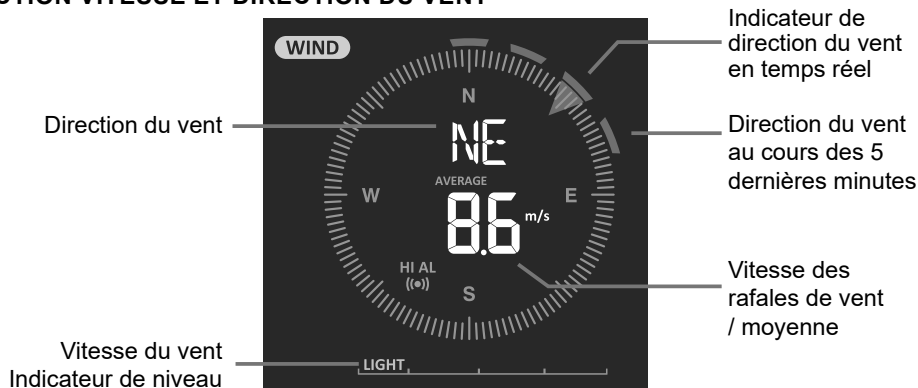 WIND
N
NE
AVERAGE
W
E
8.6 m/s
HI AL
S
LIGHT
Direction du vent
Vitesse du vent
Indicateur de niveau
Indicateur de
direction du vent
en temps réel
Direction du vent
au cours des 5
dernières minutes
Vitesse des
rafales de vent
/ moyenne